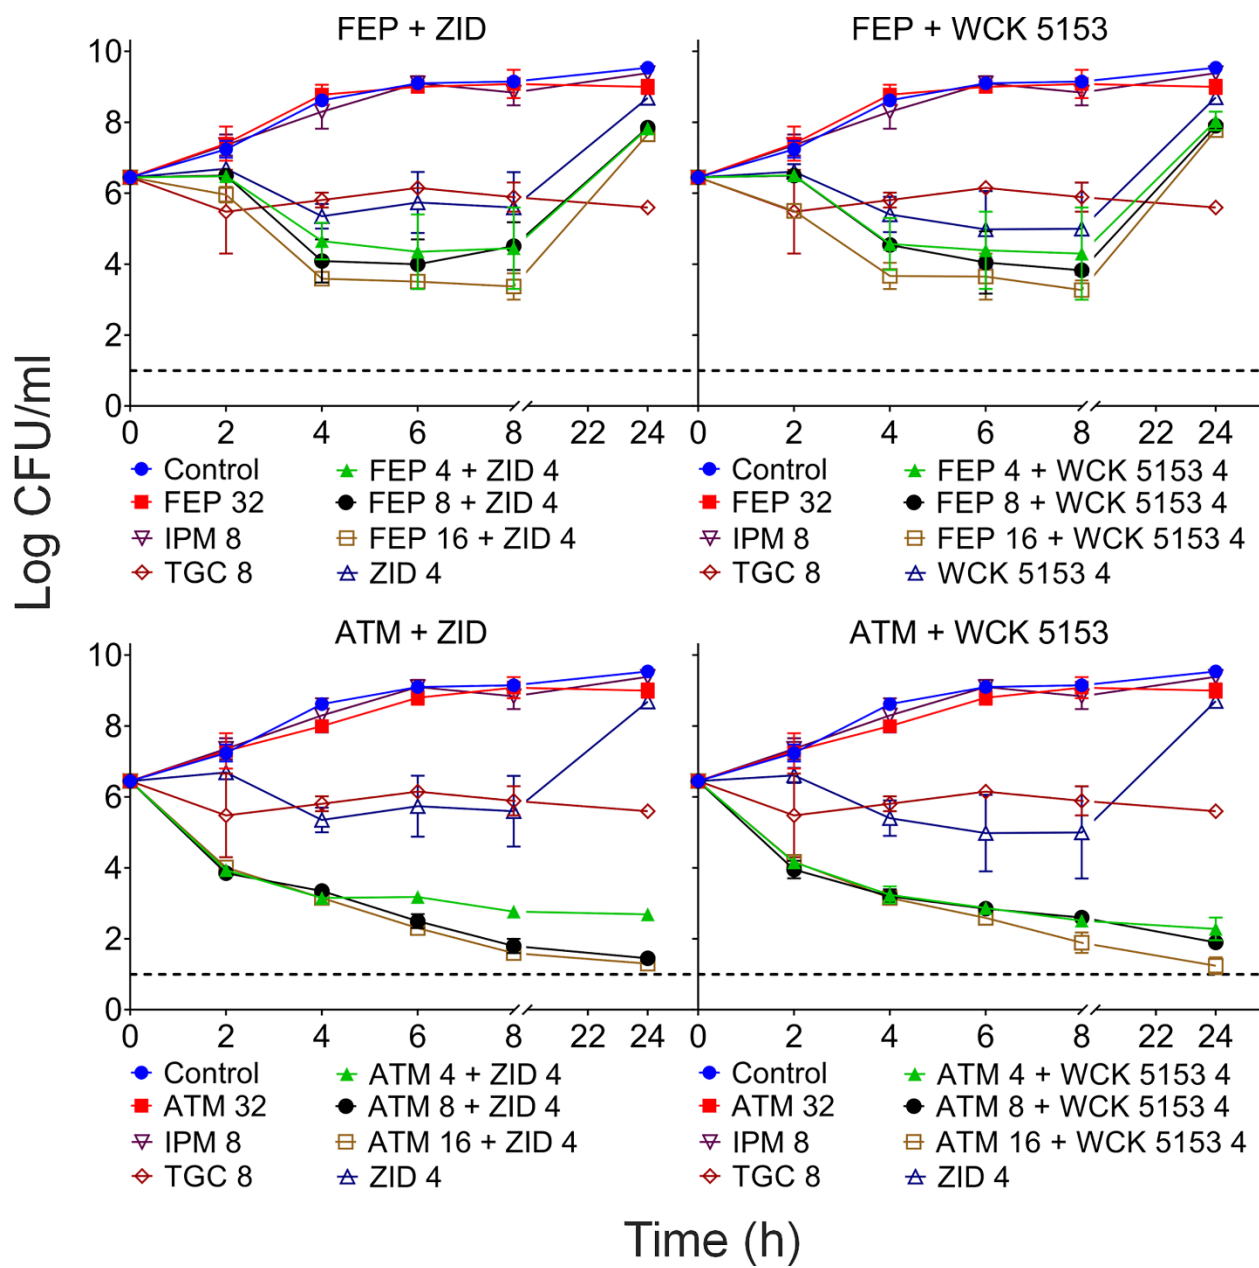 FEP + ZID
FEP + WCK 5153
10
8
6
4
2
0
0 2 4 6 8 22 24
0 2 4 6 8 22 24
Control
FEP 4 + ZID 4
FEP 32
FEP 8 + ZID 4
IPM 8
FEP 16 + ZID 4
TGC 8
ZID 4
Control
FEP 4 + WCK 5153 4
FEP 32
FEP 8 + WCK 5153 4
IPM 8
FEP 16 + WCK 5153 4
TGC 8
WCK 5153 4
Log CFU/ml
ATM + ZID
ATM + WCK 5153
10
8
6
4
2
0
0 2 4 6 8 22 24
0 2 4 6 8 22 24
Control
ATM 4 + ZID 4
ATM 32
ATM 8 + ZID 4
IPM 8
ATM 16 + ZID 4
TGC 8
ZID 4
Control
ATM 4 + WCK 5153 4
ATM 32
ATM 8 + WCK 5153 4
IPM 8
ATM 16 + WCK 5153 4
TGC 8
ZID 4
Time (h)